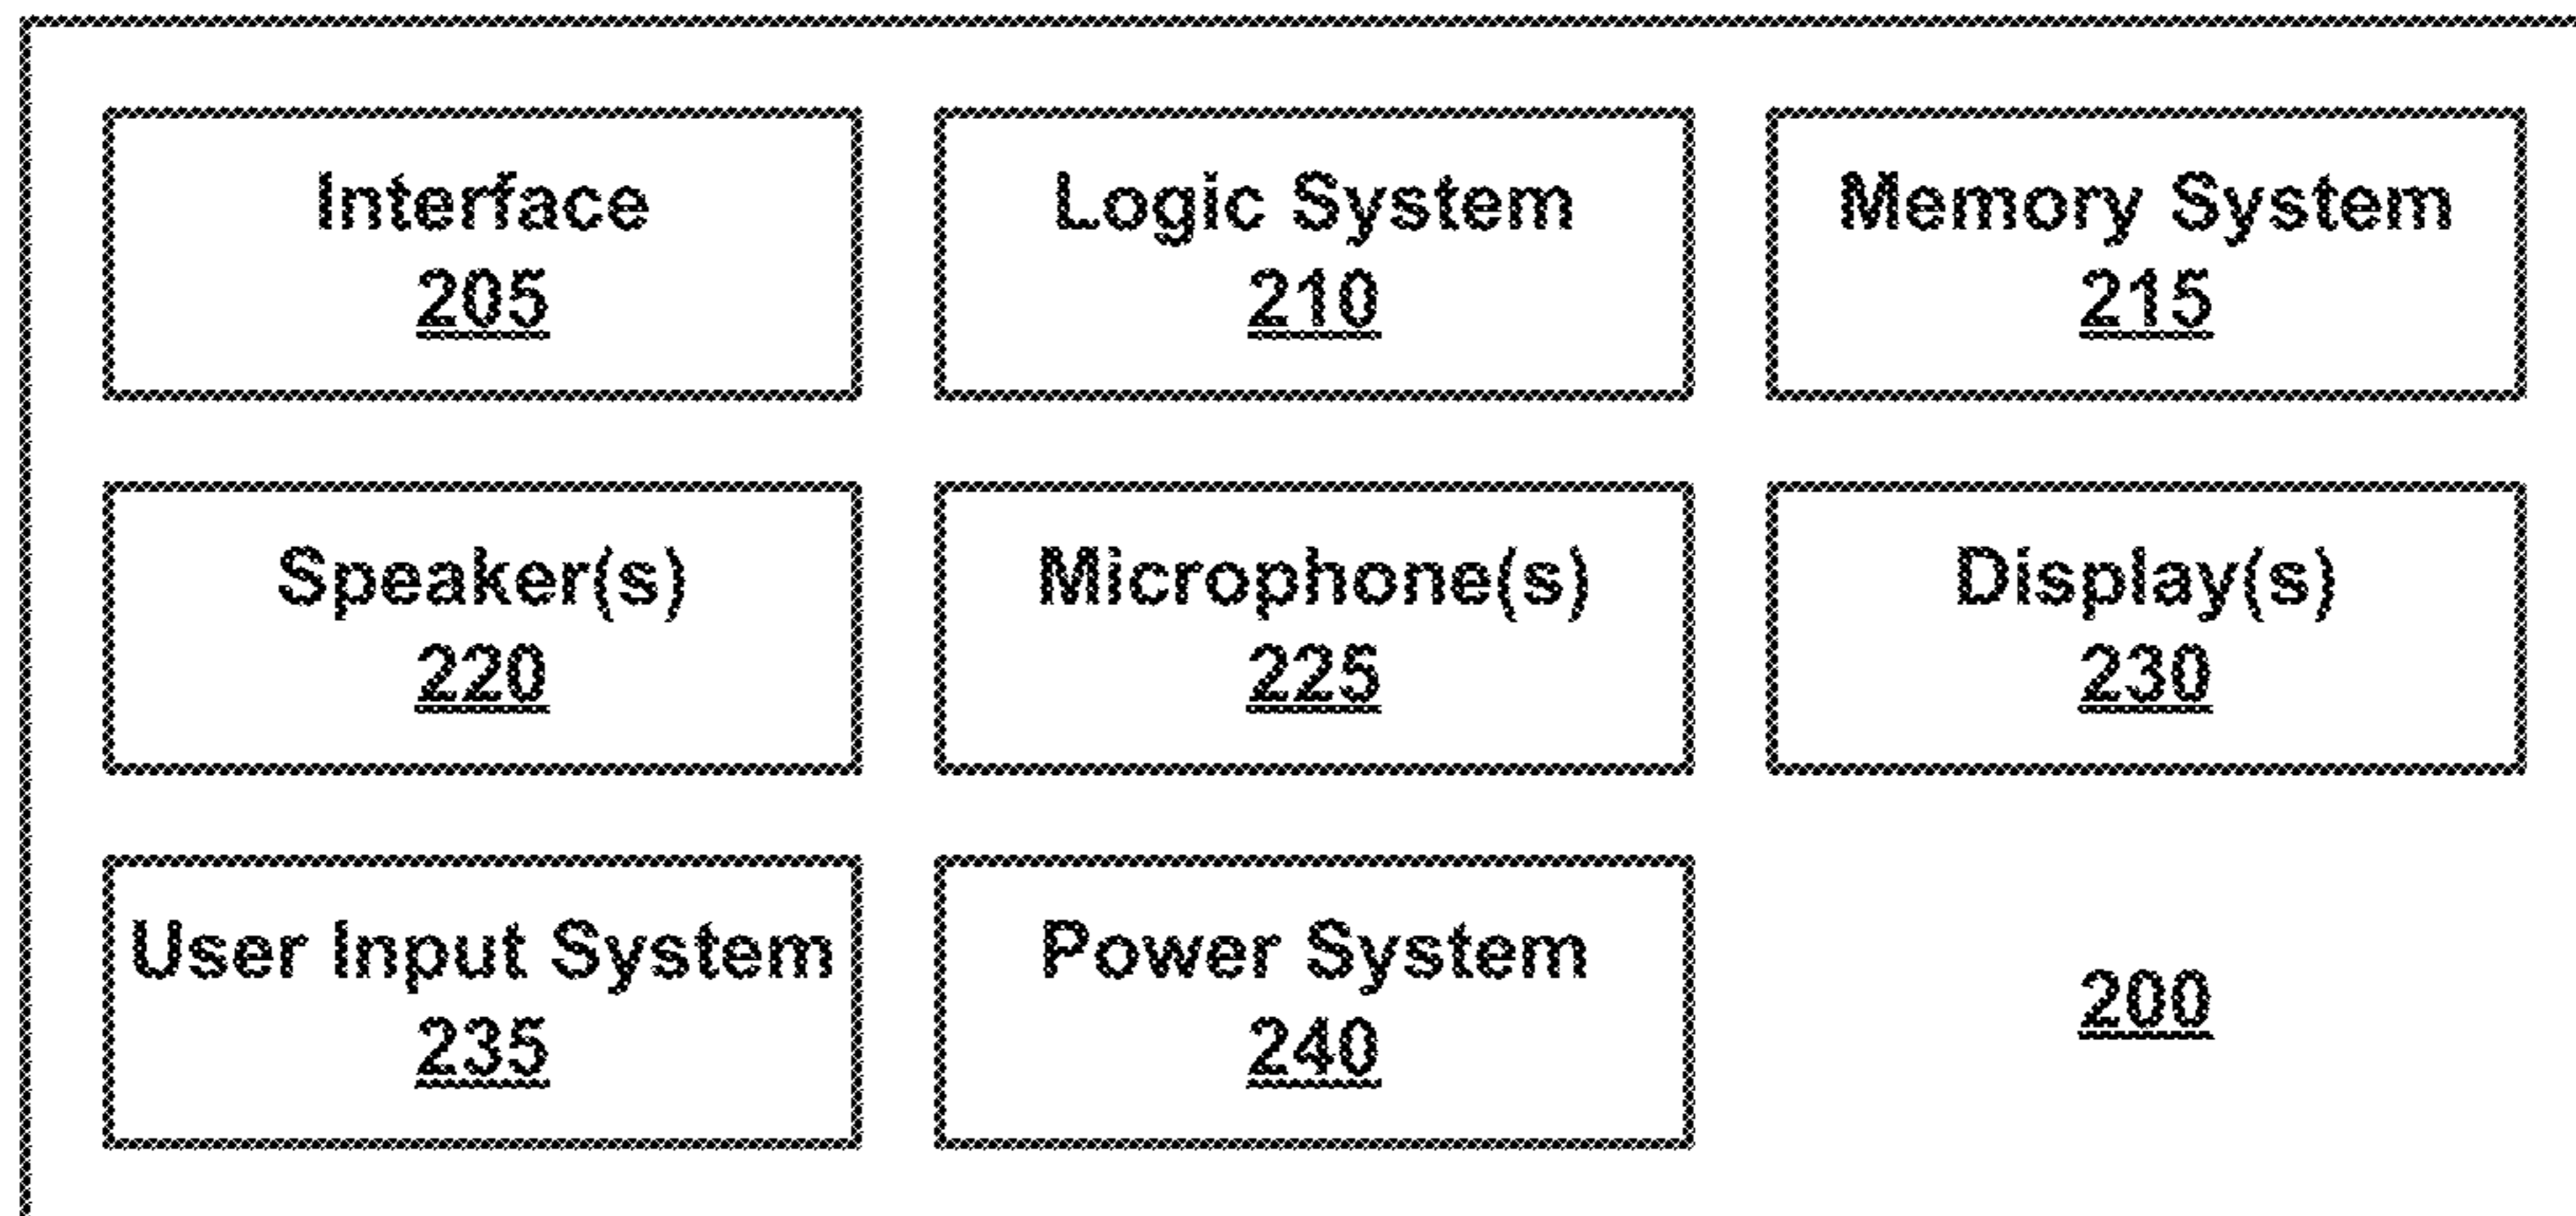 Interface
205
Logic System
210
Memory System
215
Speaker(s)
220
Microphone(s)
225
Display(s)
230
User Input System
235
Power System
240
200